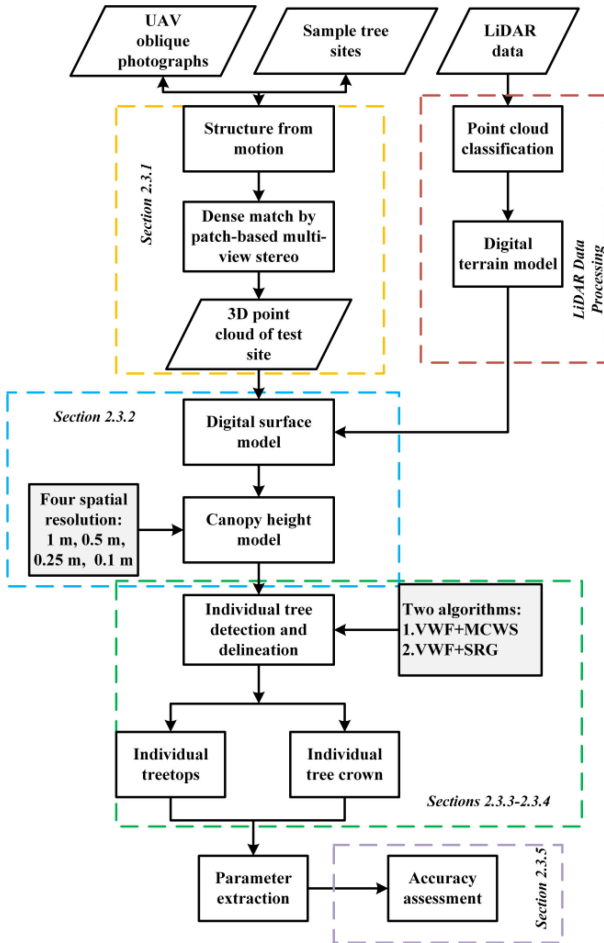 UAV
oblique
photographs
Sample tree
sites
LiDAR
data
Structure from
motion
Section 2.3.1
Dense match by
patch-based multi-
view stereo
3D point
cloud of test
site
Point cloud
classification
Digital
terrain model
LiDAR Data
Processing
Section 2.3.2
Digital surface
model
Four spatial
resolution:
1 m, 0.5 m,
0.25 m, 0.1 m
Canopy height
model
Individual tree
detection and
delineation
Two algorithms:
1.VWF+MCWS
2.VWF+SRG
Individual
treetops
Individual
tree crown
Sections 2.3.3-2.3.4
Parameter
extraction
Accuracy
assessment
Section 2.3.5